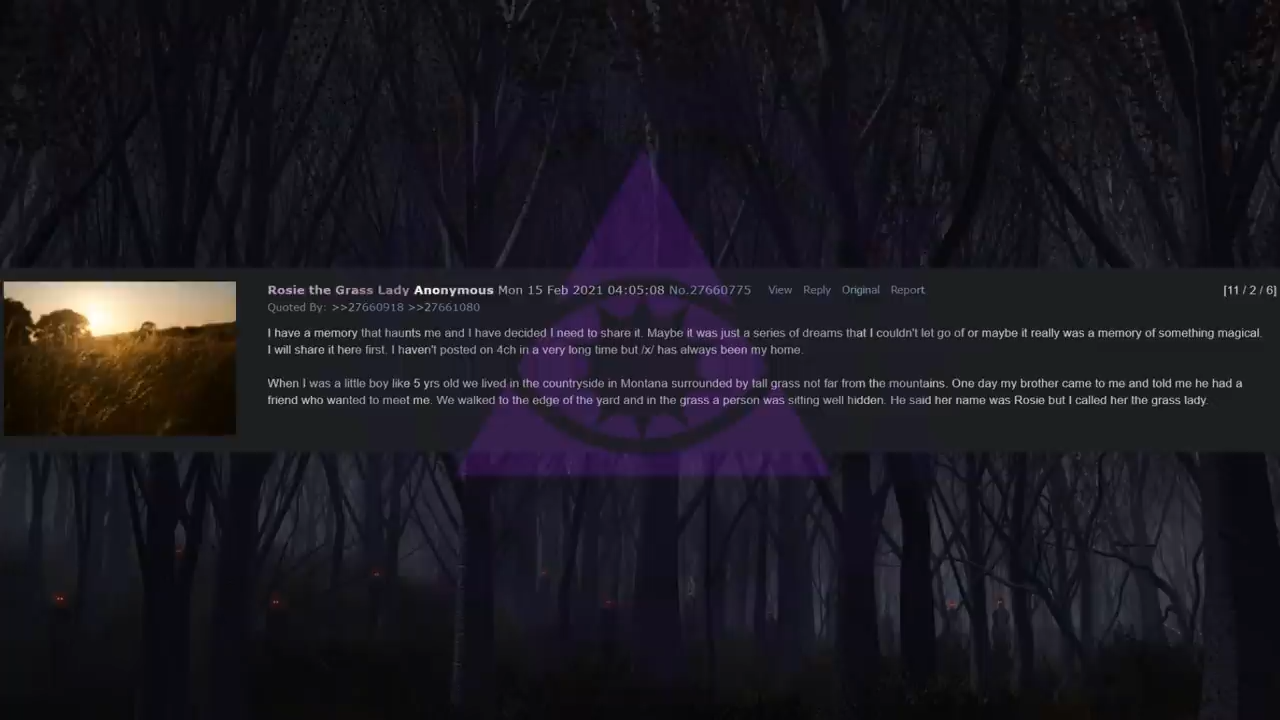 Rosie the Grass Lady Anonymous Mon 15 Feb 2021 04:05:08 No.27660775 View Reply Original Report [11 / 2 / 6]
Quoted By: >>27660918 >>27661080
I have a memory that haunts me and I have decided I need to share it. Maybe it was just a series of dreams that I couldn't let go of or maybe it really was a memory of something magical.
I will share it here first. I haven't posted on 4ch in a very long time but /x/ has always been my home.
When I was a little boy like 5 yrs old we lived in the countryside in Montana surrounded by tall grass not far from the mountains. One day my brother came to me and told me he had a
friend who wanted to meet me. We walked to the edge of the yard and in the grass a person was sitting well hidden. He said her name was Rosie but I called her the grass lady.